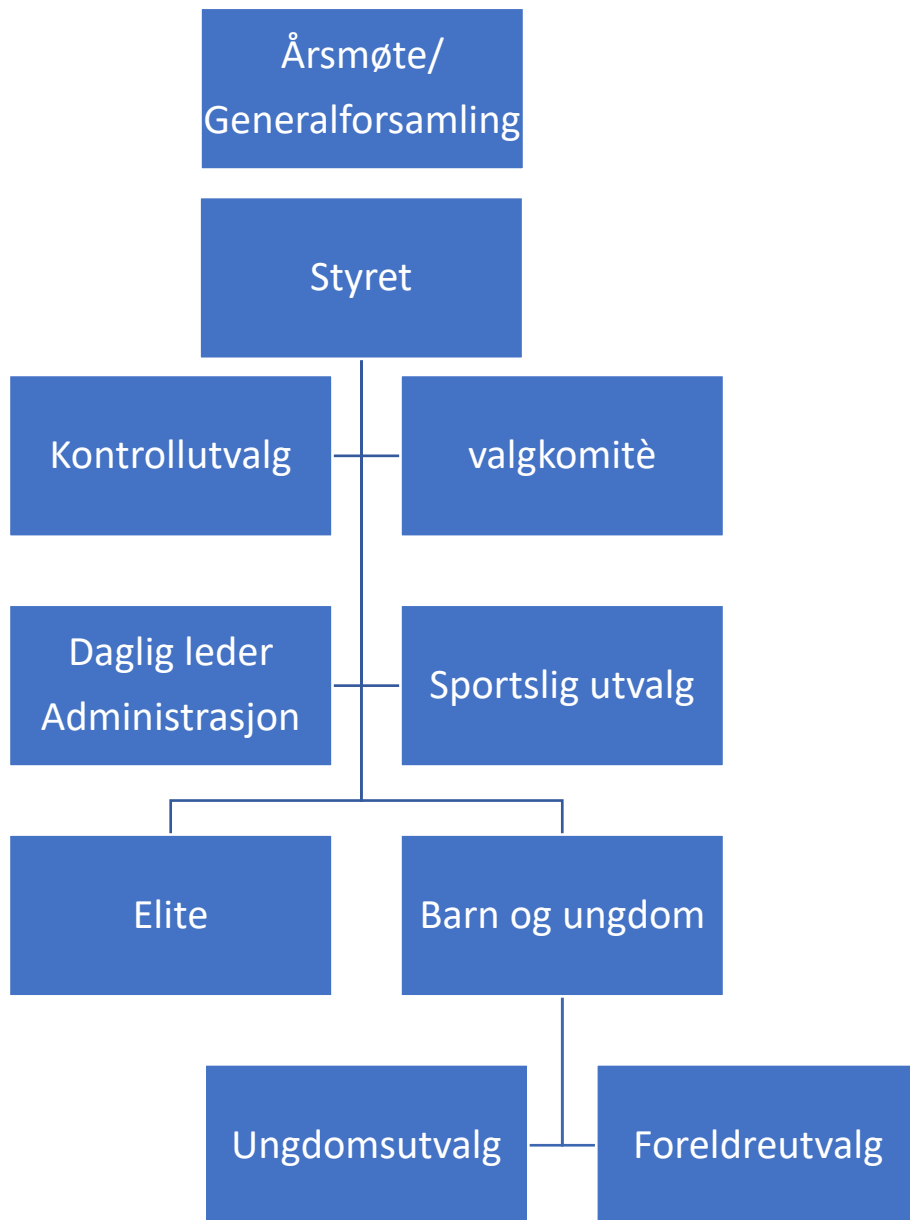 Årsmøte/
Generalforsamling
Styret
Kontrollutvalg
valgkomitè
Daglig leder
Administrasjon
Sportslig utvalg
Elite
Barn og ungdom
Ungdomsutvalg
Foreldreutvalg